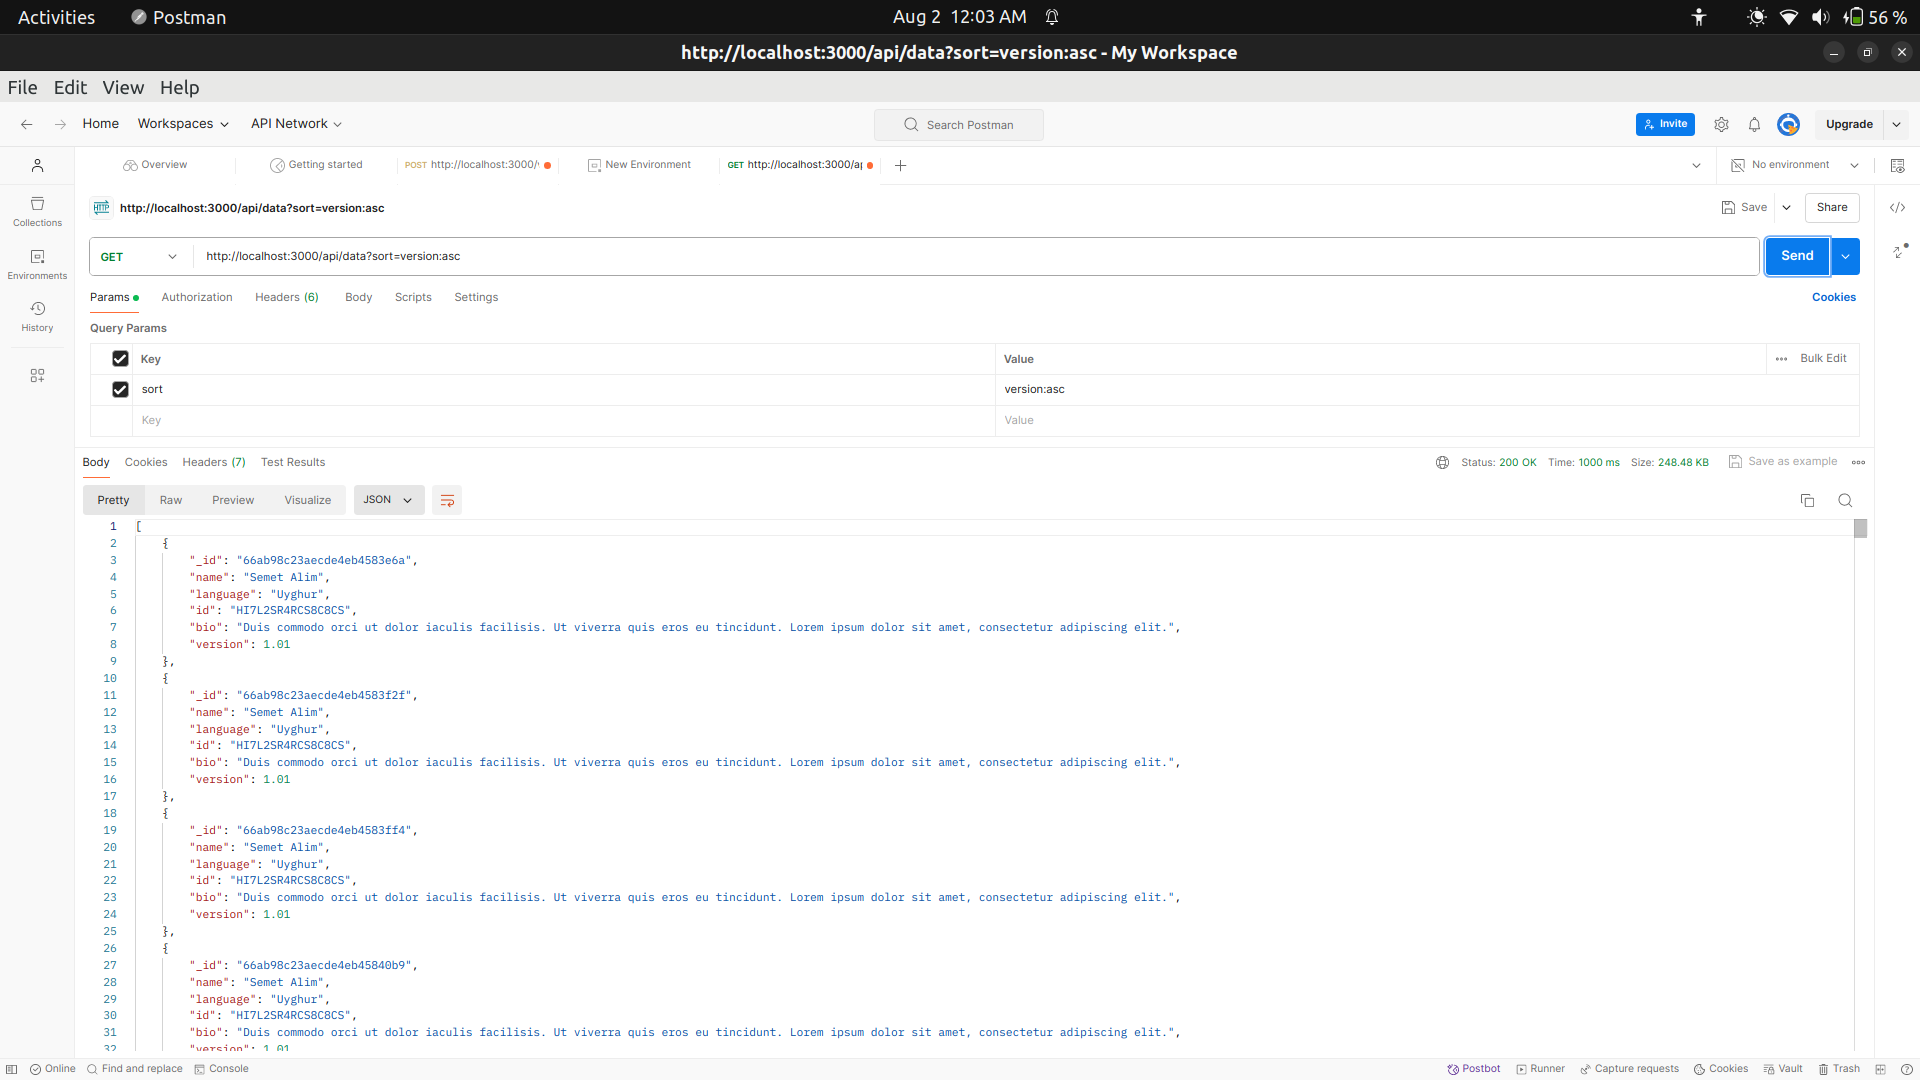 Activities Postman Aug 2 12:03 AM 56 %
http://localhost:3000/api/data?sort=version:asc - My Workspace
File Edit View Help
Home Workspaces API Network Search Postman Invite Upgrade
Overview Getting started POST http://localhost:3000/ New Environment GET http://localhost:3000/ap No environment
HTTP http://localhost:3000/api/data?sort=version:asc Save Share
Collections
Environments
History
GET http://localhost:3000/api/data?sort=version:asc Send
Params Authorization Headers (6) Body Scripts Settings Cookies
Query Params
Key Value Bulk Edit
sort version:asc
Key Value
Body Cookies Headers (7) Test Results Status: 200 OK Time: 1000 ms Size: 248.48 KB Save as example
Pretty Raw Preview Visualize JSON
1 [
2 {
3 "_id": "66ab98c23aecde4eb4583e6a",
4 "name": "Semet Alim",
5 "language": "Uyghur",
6 "id": "HI7L2SR4RCS8C8CS",
7 "bio": "Duis commodo orci ut dolor iaculis facilisis. Ut viverra quis eros eu tincidunt. Lorem ipsum dolor sit amet, consectetur adipiscing elit.",
8 "version": 1.01
9 },
10 {
11 "_id": "66ab98c23aecde4eb4583f2f",
12 "name": "Semet Alim",
13 "language": "Uyghur",
14 "id": "HI7L2SR4RCS8C8CS",
15 "bio": "Duis commodo orci ut dolor iaculis facilisis. Ut viverra quis eros eu tincidunt. Lorem ipsum dolor sit amet, consectetur adipiscing elit.",
16 "version": 1.01
17 },
18 {
19 "_id": "66ab98c23aecde4eb4583ff4",
20 "name": "Semet Alim",
21 "language": "Uyghur",
22 "id": "HI7L2SR4RCS8C8CS",
23 "bio": "Duis commodo orci ut dolor iaculis facilisis. Ut viverra quis eros eu tincidunt. Lorem ipsum dolor sit amet, consectetur adipiscing elit.",
24 "version": 1.01
25 },
26 {
27 "_id": "66ab98c23aecde4eb45840b9",
28 "name": "Semet Alim",
29 "language": "Uyghur",
30 "id": "HI7L2SR4RCS8C8CS",
31 "bio": "Duis commodo orci ut dolor iaculis facilisis. Ut viverra quis eros eu tincidunt. Lorem ipsum dolor sit amet, consectetur adipiscing elit.",
32 "version": 1.01
Online Find and replace Console Postbot Runner Capture requests Cookies Vault Trash